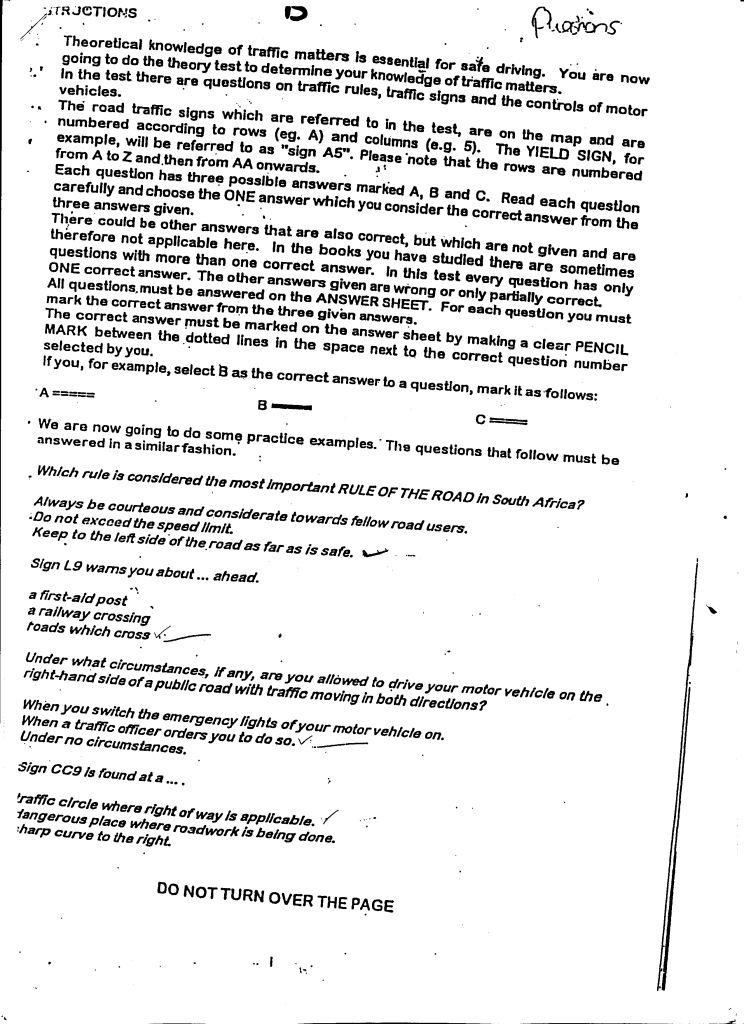 TRUCTIONS
D
Questions
Theoretical knowledge of traffic matters is essential for safe driving. You are now
going to do the theory test to determine your knowledge of traffic matters.
In the test there are questions on traffic rules, traffic signs and the controls of motor
vehicles.
The road traffic signs which are referred to in the test, are on the map and are
numbered according to rows (eg. A) and columns (e.g. 5). The YIELD SIGN, for
example, will be referred to as "sign A5". Please note that the rows are numbered
from A to Z and then from AA onwards.
Each question has three possible answers marked A, B and C. Read each question
carefully and choose the ONE answer which you consider the correct answer from the
three answers given.
There could be other answers that are also correct, but which are not given and are
therefore not applicable here. In the books you have studied there are sometimes
questions with more than one correct answer. In this test every question has only
ONE correct answer. The other answers given are wrong or only partially correct.
All questions must be answered on the ANSWER SHEET. For each question you must
mark the correct answer from the three given answers.
The correct answer must be marked on the answer sheet by making a clear PENCIL
MARK between the dotted lines in the space next to the correct question number
selected by you.
If you, for example, select B as the correct answer to a question, mark it as follows:
A ===== B C =====
We are now going to do some practice examples. The questions that follow must be
answered in a similar fashion.
Which rule is considered the most important RULE OF THE ROAD in South Africa?
Always be courteous and considerate towards fellow road users.
Do not exceed the speed limit.
Keep to the left side of the road as far as is safe.
Sign L9 warns you about ... ahead.
a first-aid post
a railway crossing
roads which cross
Under what circumstances, if any, are you allowed to drive your motor vehicle on the
right-hand side of a public road with traffic moving in both directions?
When you switch the emergency lights of your motor vehicle on.
When a traffic officer orders you to do so.
Under no circumstances.
Sign CC9 is found at a ... .
traffic circle where right of way is applicable.
dangerous place where roadwork is being done.
sharp curve to the right.
DO NOT TURN OVER THE PAGE
1